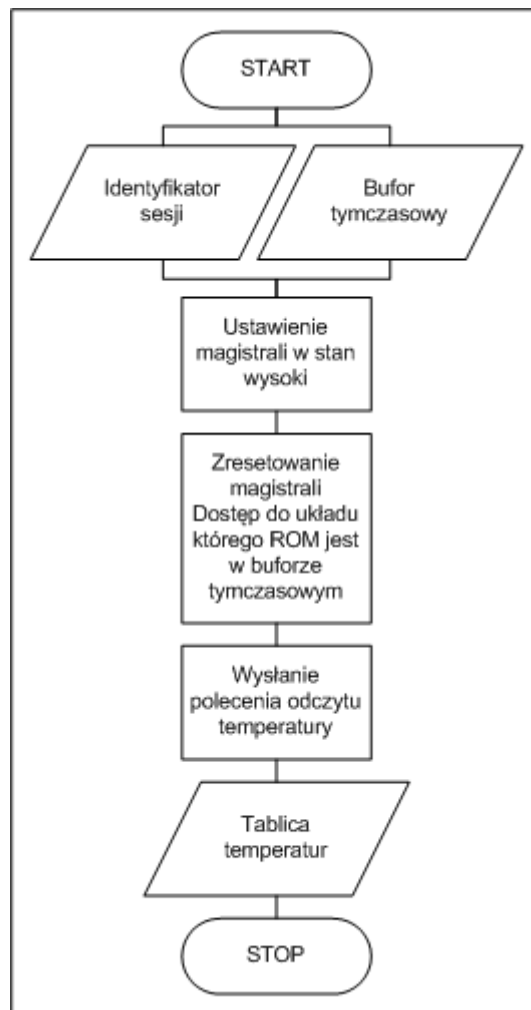 START
Identyfikator
sesji
Bufor
tymczasowy
Ustawienie
magistrali w stan
wysoki
Zresetowanie
magistrali
Dostęp do układu
którego ROM jest
w buforze
tymczasowym
Wysłanie
polecenia odczytu
temperatury
Tablica
temperatur
STOP